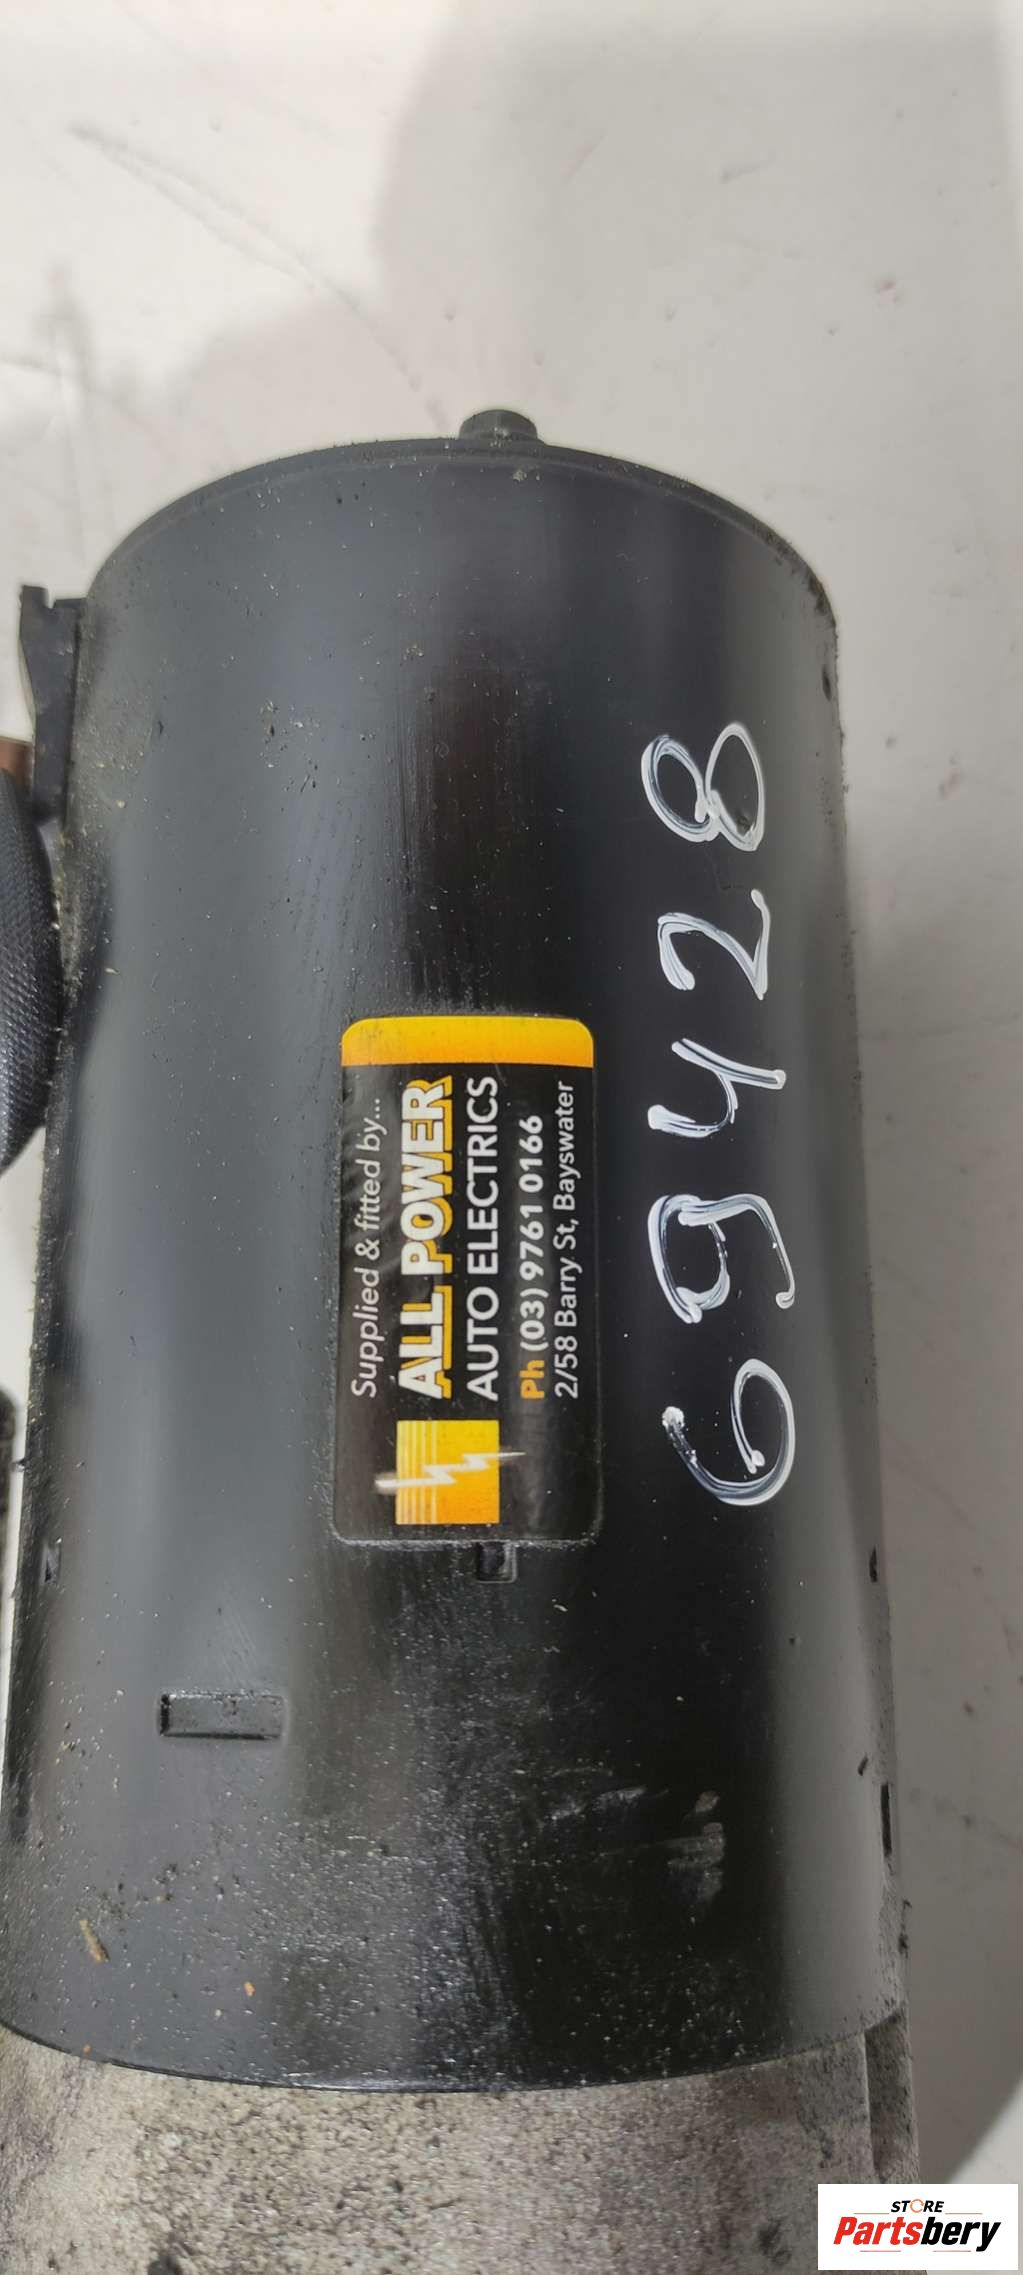 Supplied & fitted by...
ALL POWER
AUTO ELECTRICS
Ph (03) 9761 0166
2/58 Barry St, Bayswater
69428
STORE
Partsbery